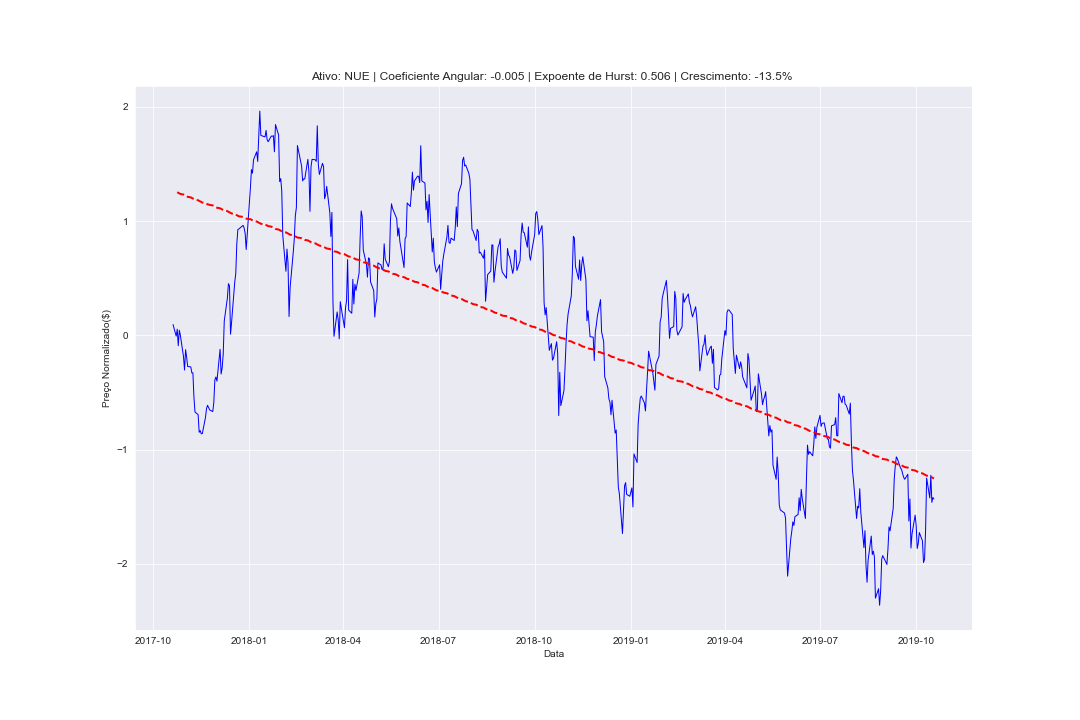 Ativo: NUE | Coeficiente Angular: -0.005 | Expoente de Hurst: 0.506 | Crescimento: -13.5%
Preço Normalizado($)
2
1
0
−1
−2
2017-10 2018-01 2018-04 2018-07 2018-10 2019-01 2019-04 2019-07 2019-10
Data